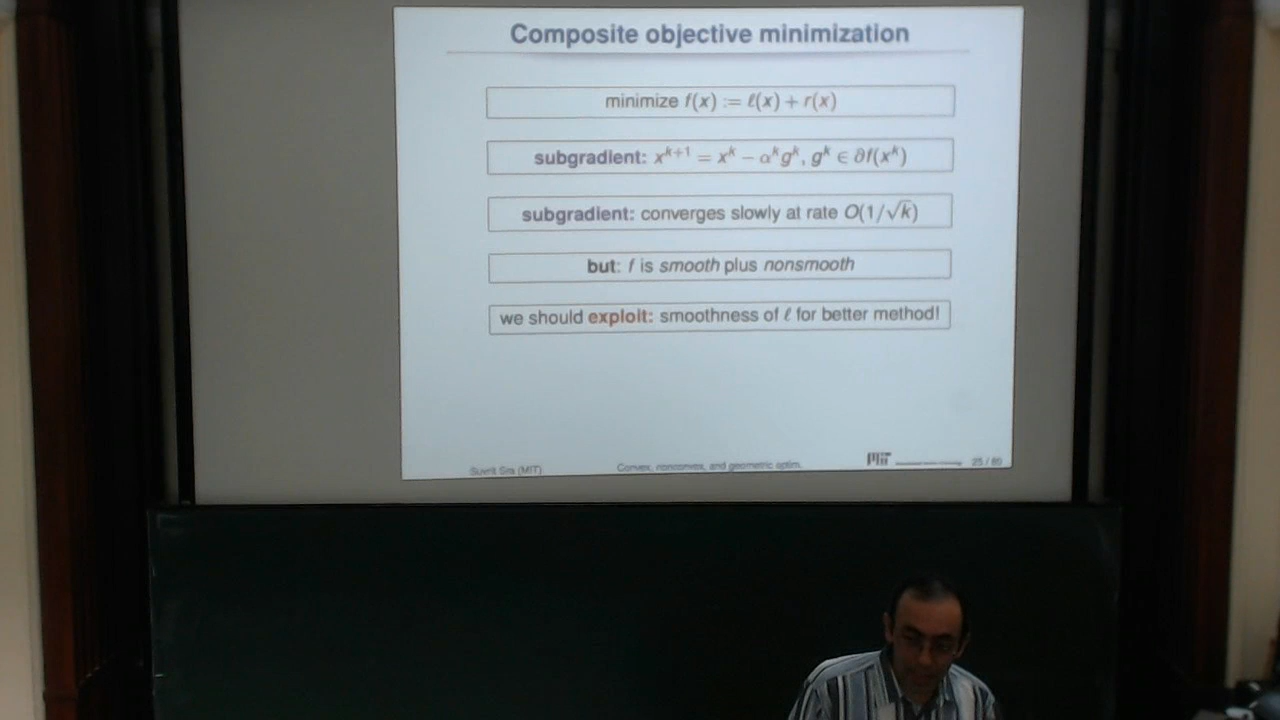 Composite objective minimization
minimize f(x) := ℓ(x) + r(x)
subgradient: x^{k+1} = x^k − α^k g^k, g^k ∈ ∂f(x^k)
subgradient: converges slowly at rate O(1/√k)
but: f is smooth plus nonsmooth
we should exploit: smoothness of ℓ for better method!
Suvrit Sra (MIT)
Convex, nonconvex, and geometric optim.
MIT
25 / 80